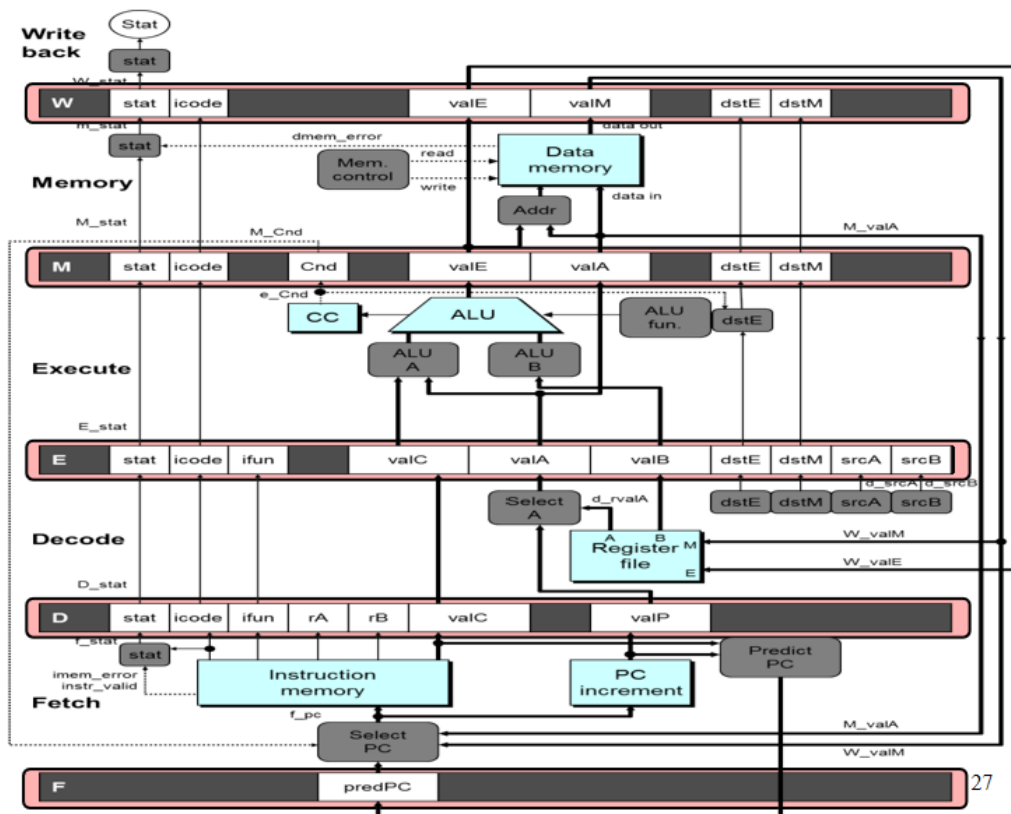 Stat
Write
back
stat
W_stat
W stat icode valE valM dstE dstM
m_stat
data out
dmem_error
stat
read
Mem.
control
write
Data
memory
Memory
data in
Addr
M_stat
M_Cnd
M_valA
M stat icode Cnd valE valA dstE dstM
e_Cnd
CC
ALU
ALU
fun.
dstE
ALU
A
ALU
B
Execute
E_stat
E stat icode ifun valC valA valB dstE dstM srcA srcB
d_srcA d_srcB
Select
A
d_rvalA
dstE dstM srcA srcB
A B
Register
file
M
E
W_valM
W_valE
Decode
D_stat
D stat icode ifun rA rB valC valP
f_stat
stat
imem_error
instr_valid
Instruction
memory
PC
increment
Predict
PC
Fetch
f_pc
Select
PC
M_valA
W_valM
F predPC
27